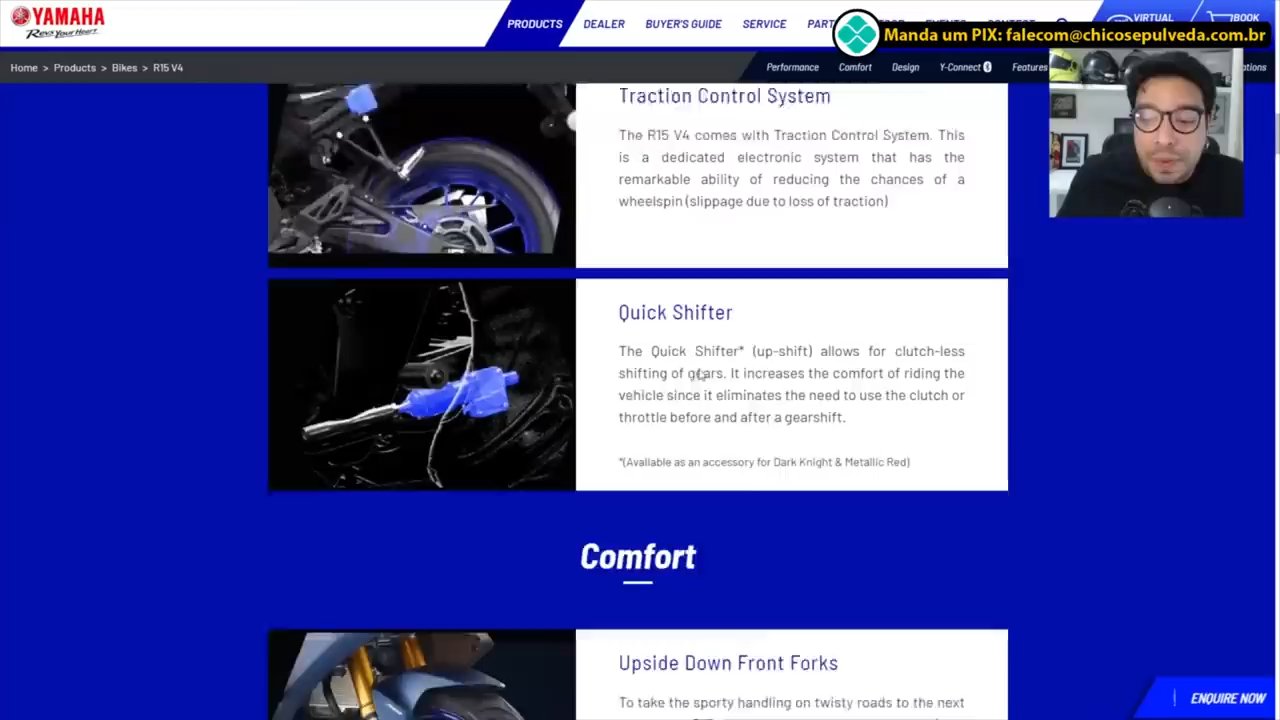 YAMAHA
Revs Your Heart
PRODUCTS
DEALER
BUYER'S GUIDE
SERVICE
EVENTS
VIRTUAL
BOOK
Manda um PIX: falecom@chicosepulveda.com.br
Home > Products > Bikes > R15 V4
Performance
Comfort
Design
Y-Connect
Features
Traction Control System
The R15 V4 comes with Traction Control System. This
is a dedicated electronic system that has the
remarkable ability of reducing the chances of a
wheelspin (slippage due to loss of traction)
Quick Shifter
The Quick Shifter* (up-shift) allows for clutch-less
shifting of gears. It increases the comfort of riding the
vehicle since it eliminates the need to use the clutch or
throttle before and after a gearshift.
*(Available as an accessory for Dark Knight & Metallic Red)
Comfort
Upside Down Front Forks
To take the sporty handling on twisty roads to the next
ENQUIRE NOW